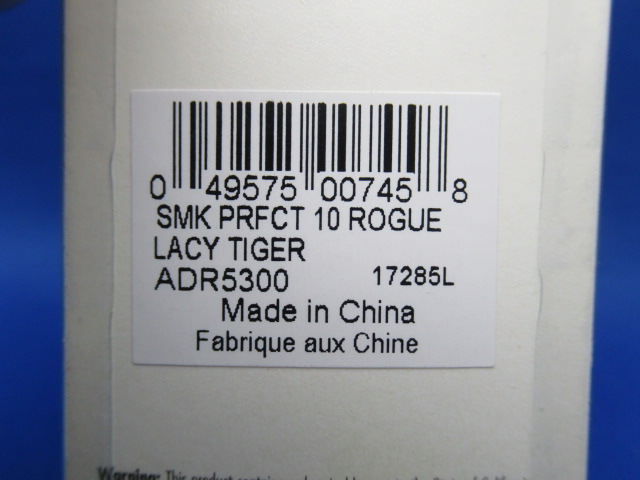 0 49575 00745 8
SMK PRFCT 10 ROGUE
LACY TIGER
ADR5300 17285L
Made in China
Fabrique aux Chine
Warning: This product